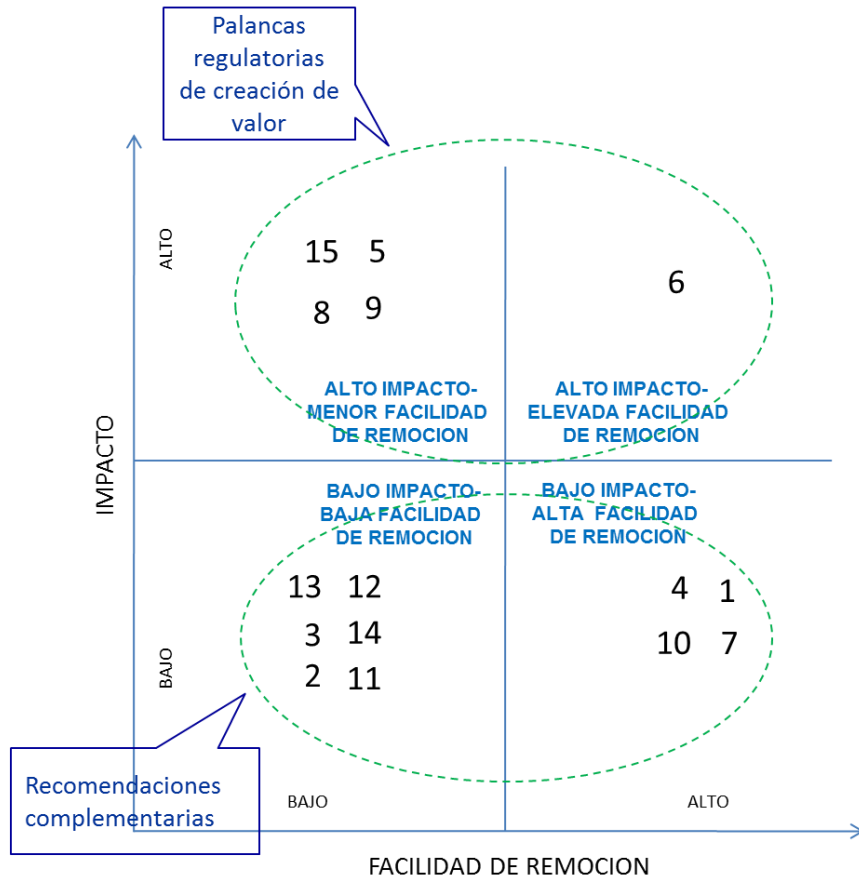 Palancas
regulatorias
de creación de
valor
ALTO
15 5
6
8 9
ALTO IMPACTO-
MENOR FACILIDAD
DE REMOCION
ALTO IMPACTO-
ELEVADA FACILIDAD
DE REMOCION
IMPACTO
BAJO IMPACTO-
BAJA FACILIDAD
DE REMOCION
BAJO IMPACTO-
ALTA FACILIDAD
DE REMOCION
13 12
4 1
3 14
10 7
2 11
BAJO
Recomendaciones
complementarias
BAJO
ALTO
FACILIDAD DE REMOCION